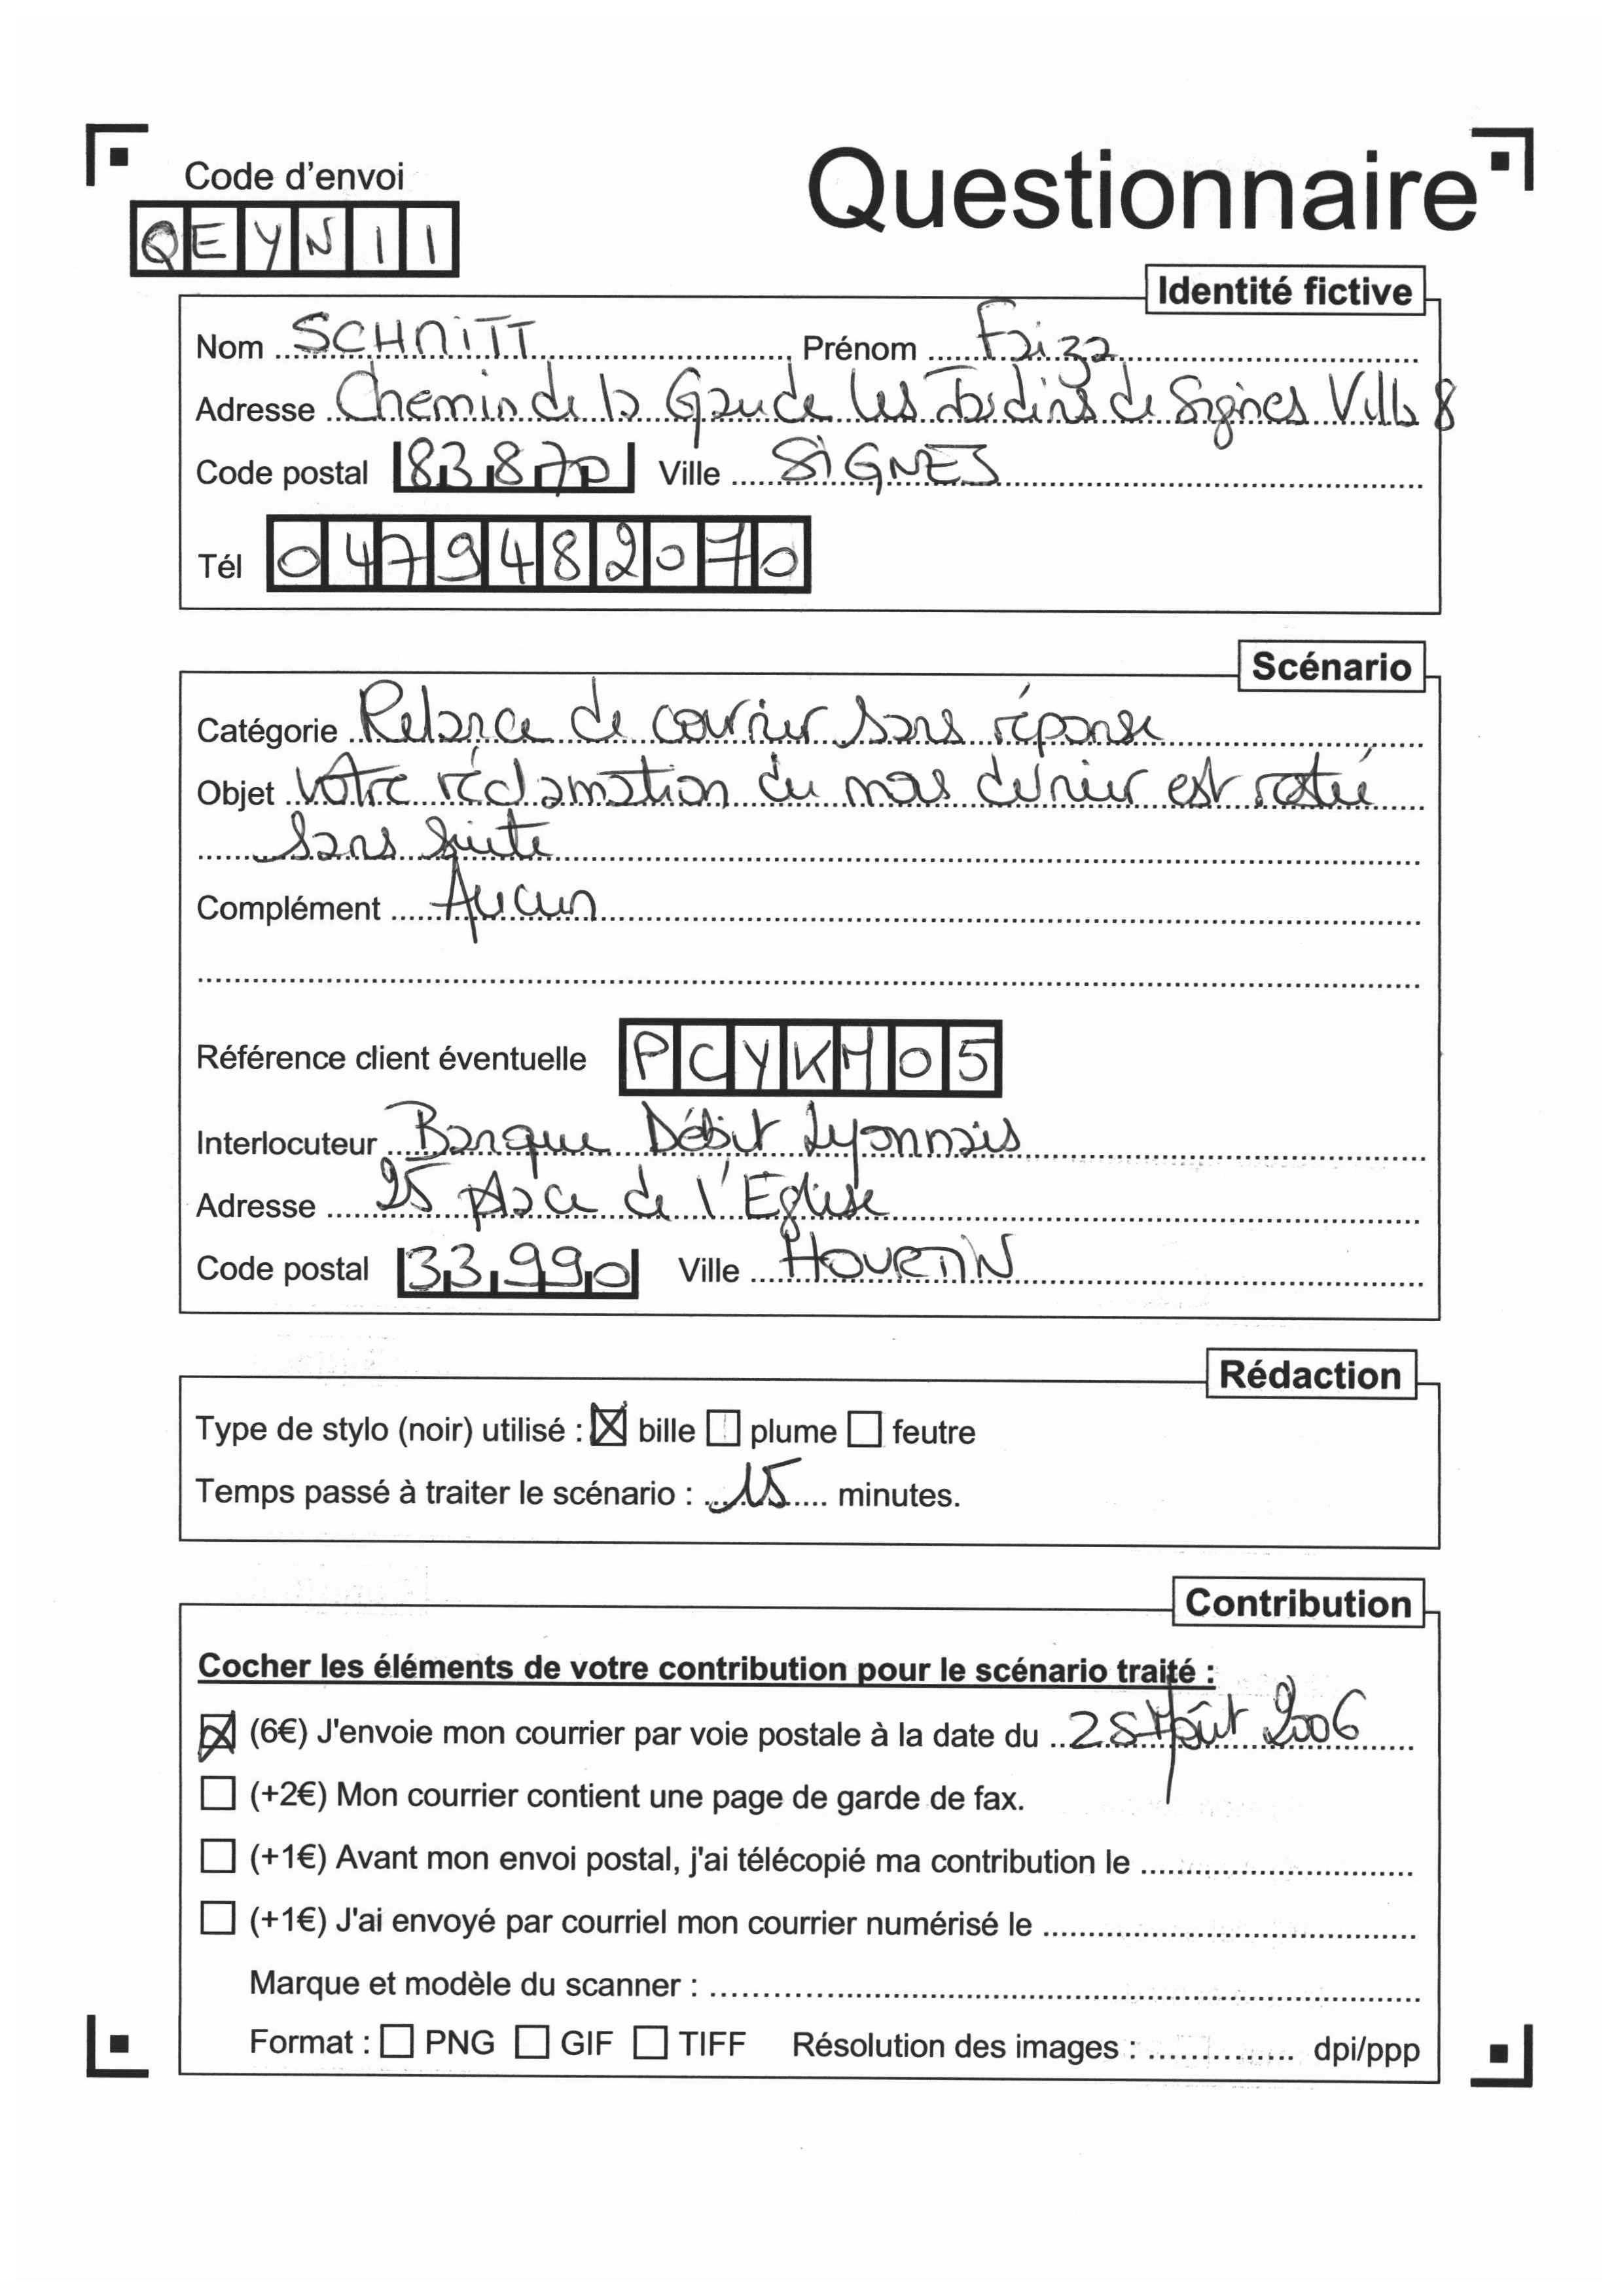 Code d'envoi
Questionnaire
QEYN11
Identité fictive
Nom SCHMITT Prénom Faiza
Adresse Chemin de la Gaude Les Jardins de Signes Villa 8
Code postal 83870 Ville SIGNES
Tél 0479482070
Scénario
Catégorie Relance de courrier sans réponse
Objet Votre réclamation du mois dernier est restée
sans suite
Complément Aucun
Référence client éventuelle PCYKM05
Interlocuteur Banque Débit Lyonnais
Adresse 25 place de l'Eglise
Code postal 33990 Ville HOURTIN
Rédaction
Type de stylo (noir) utilisé : ☒ bille ☐ plume ☐ feutre
Temps passé à traiter le scénario : 15 minutes.
Contribution
Cocher les éléments de votre contribution pour le scénario traité :
☒ (6€) J'envoie mon courrier par voie postale à la date du 28 Août 2006
☐ (+2€) Mon courrier contient une page de garde de fax.
☐ (+1€) Avant mon envoi postal, j'ai télécopié ma contribution le
☐ (+1€) J'ai envoyé par courriel mon courrier numérisé le
Marque et modèle du scanner :
Format : ☐ PNG ☐ GIF ☐ TIFF Résolution des images : dpi/ppp